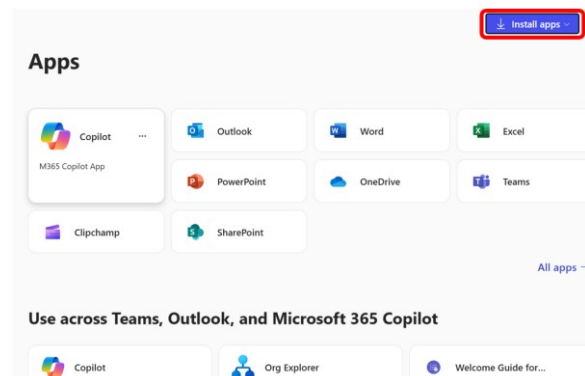 Install apps
Apps
Copilot ...
M365 Copilot App
Outlook
Word
Excel
PowerPoint
OneDrive
Teams
Clipchamp
SharePoint
All apps
Use across Teams, Outlook, and Microsoft 365 Copilot
Copilot
Org Explorer
Welcome Guide for...